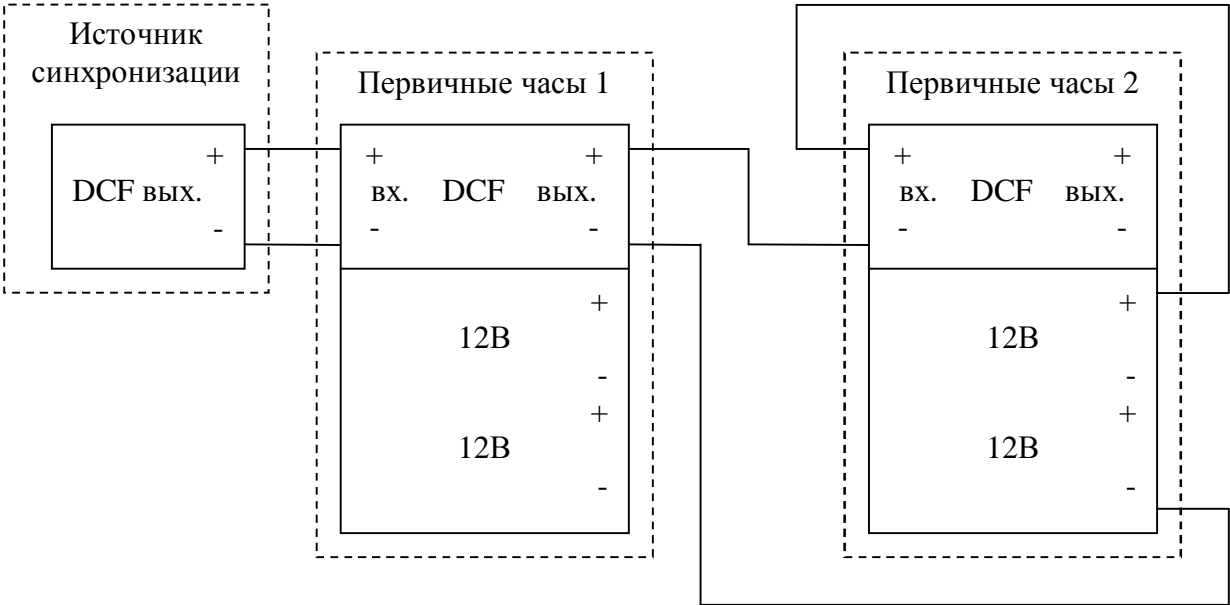 Источник
синхронизации
+
DCF вых.
-
Первичные часы 1
+ +
вх. DCF вых.
- -
+
12В
-
+
12В
-
Первичные часы 2
+ +
вх. DCF вых.
- -
+
12В
-
+
12В
-